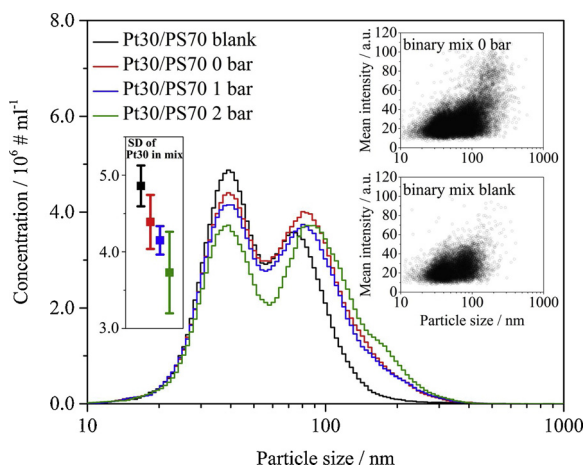 Pt30/PS70 blank
Pt30/PS70 0 bar
Pt30/PS70 1 bar
Pt30/PS70 2 bar
8.0
6.0
4.0
2.0
0.0
Concentration / 10⁶ # ml⁻¹
10
100
1000
Particle size / nm
SD of
Pt30 in mix
5.0
4.0
3.0
binary mix 0 bar
Mean intensity / a.u.
120
100
80
60
40
20
0
10
100
1000
binary mix blank
Mean intensity / a.u.
120
100
80
60
40
20
0
10
100
1000
Particle size / nm